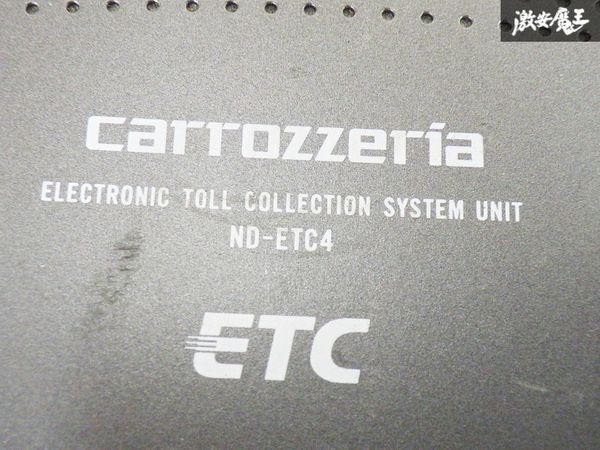 激安魔王
carrozzeria
ELECTRONIC TOLL COLLECTION SYSTEM UNIT
ND-ETC4
ETC